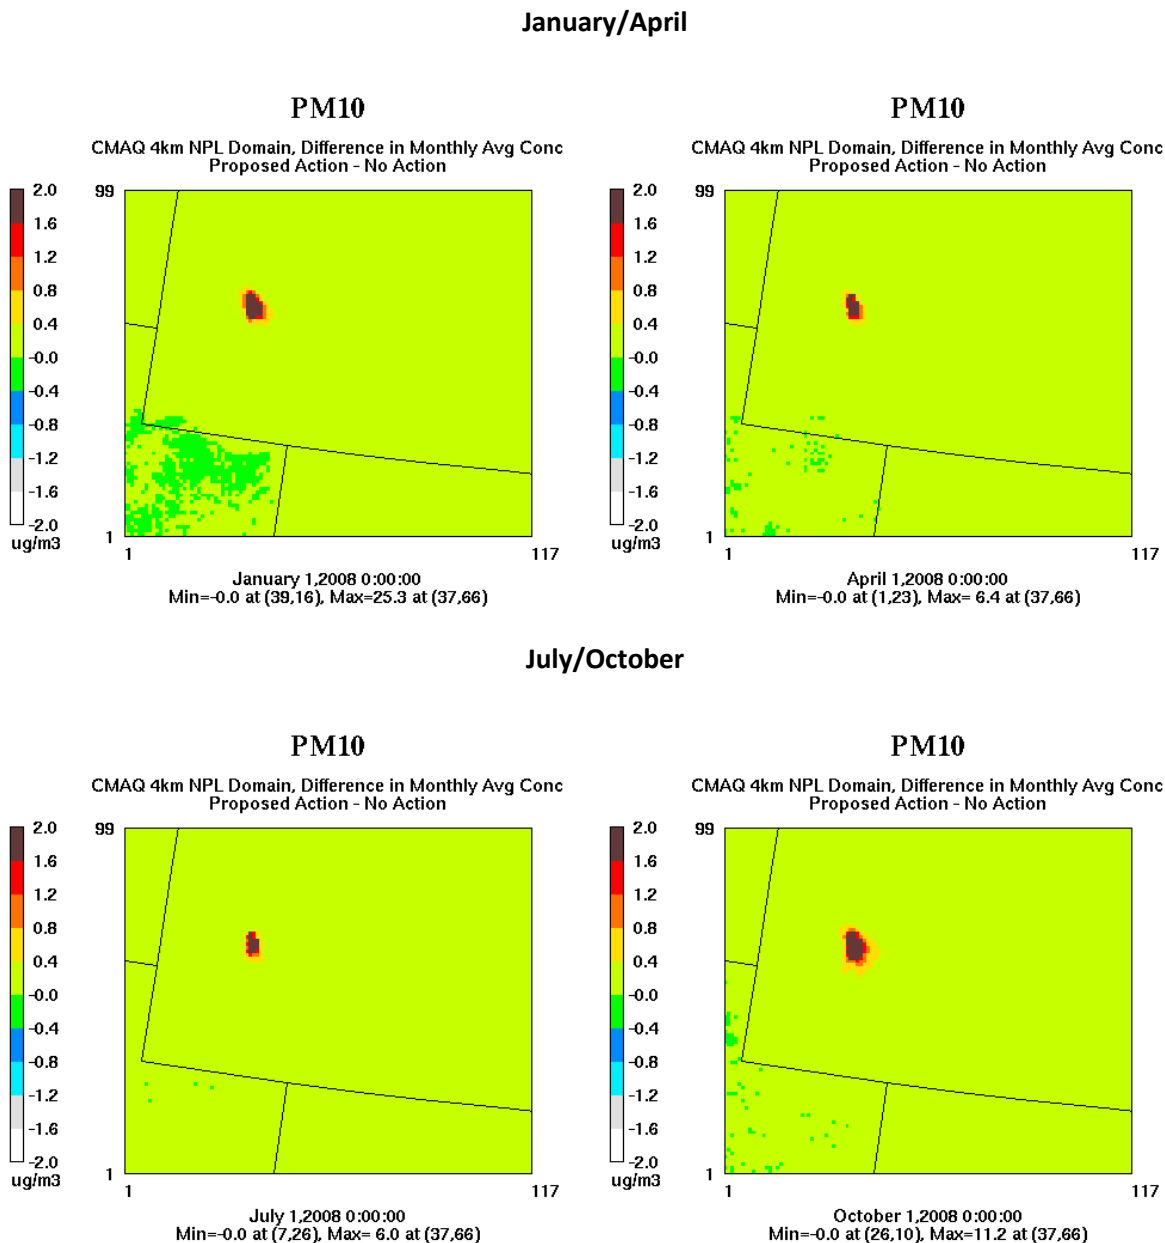 January/April
PM10
CMAQ 4km NPL Domain, Difference in Monthly Avg Conc
Proposed Action - No Action
2.0
1.6
1.2
0.8
0.4
-0.0
-0.4
-0.8
-1.2
-1.6
-2.0
ug/m3
99
1
1
117
January 1,2008 0:00:00
Min=-0.0 at (39,16), Max=25.3 at (37,66)
PM10
CMAQ 4km NPL Domain, Difference in Monthly Avg Conc
Proposed Action - No Action
2.0
1.6
1.2
0.8
0.4
-0.0
-0.4
-0.8
-1.2
-1.6
-2.0
ug/m3
99
1
1
117
April 1,2008 0:00:00
Min=-0.0 at (1,23), Max= 6.4 at (37,66)
July/October
PM10
CMAQ 4km NPL Domain, Difference in Monthly Avg Conc
Proposed Action - No Action
2.0
1.6
1.2
0.8
0.4
-0.0
-0.4
-0.8
-1.2
-1.6
-2.0
ug/m3
99
1
1
117
July 1,2008 0:00:00
Min=-0.0 at (7,26), Max= 6.0 at (37,66)
PM10
CMAQ 4km NPL Domain, Difference in Monthly Avg Conc
Proposed Action - No Action
2.0
1.6
1.2
0.8
0.4
-0.0
-0.4
-0.8
-1.2
-1.6
-2.0
ug/m3
99
1
1
117
October 1,2008 0:00:00
Min=-0.0 at (26,10), Max=11.2 at (37,66)